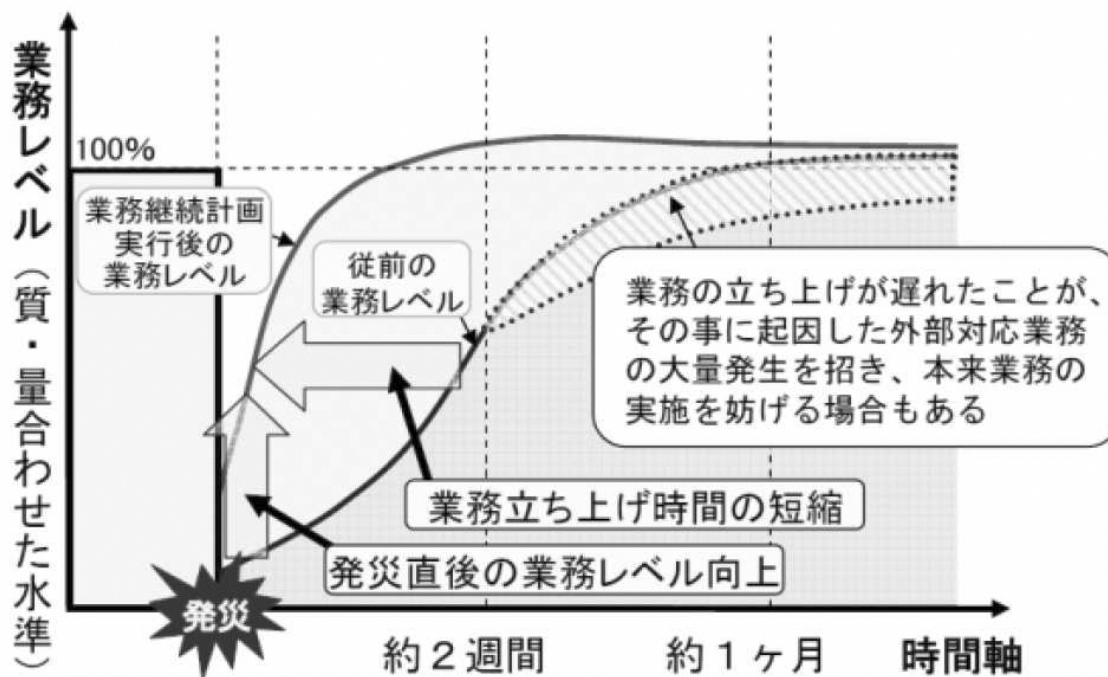 業務レベル（質・量合わせた水準）
100%
業務継続計画
実行後の
業務レベル
従前の
業務レベル
業務の立ち上げが遅れたことが、
その事に起因した外部対応業務
の大量発生を招き、本来業務の
実施を妨げる場合もある
業務立ち上げ時間の短縮
発災直後の業務レベル向上
発災
約２週間
約１ヶ月
時間軸